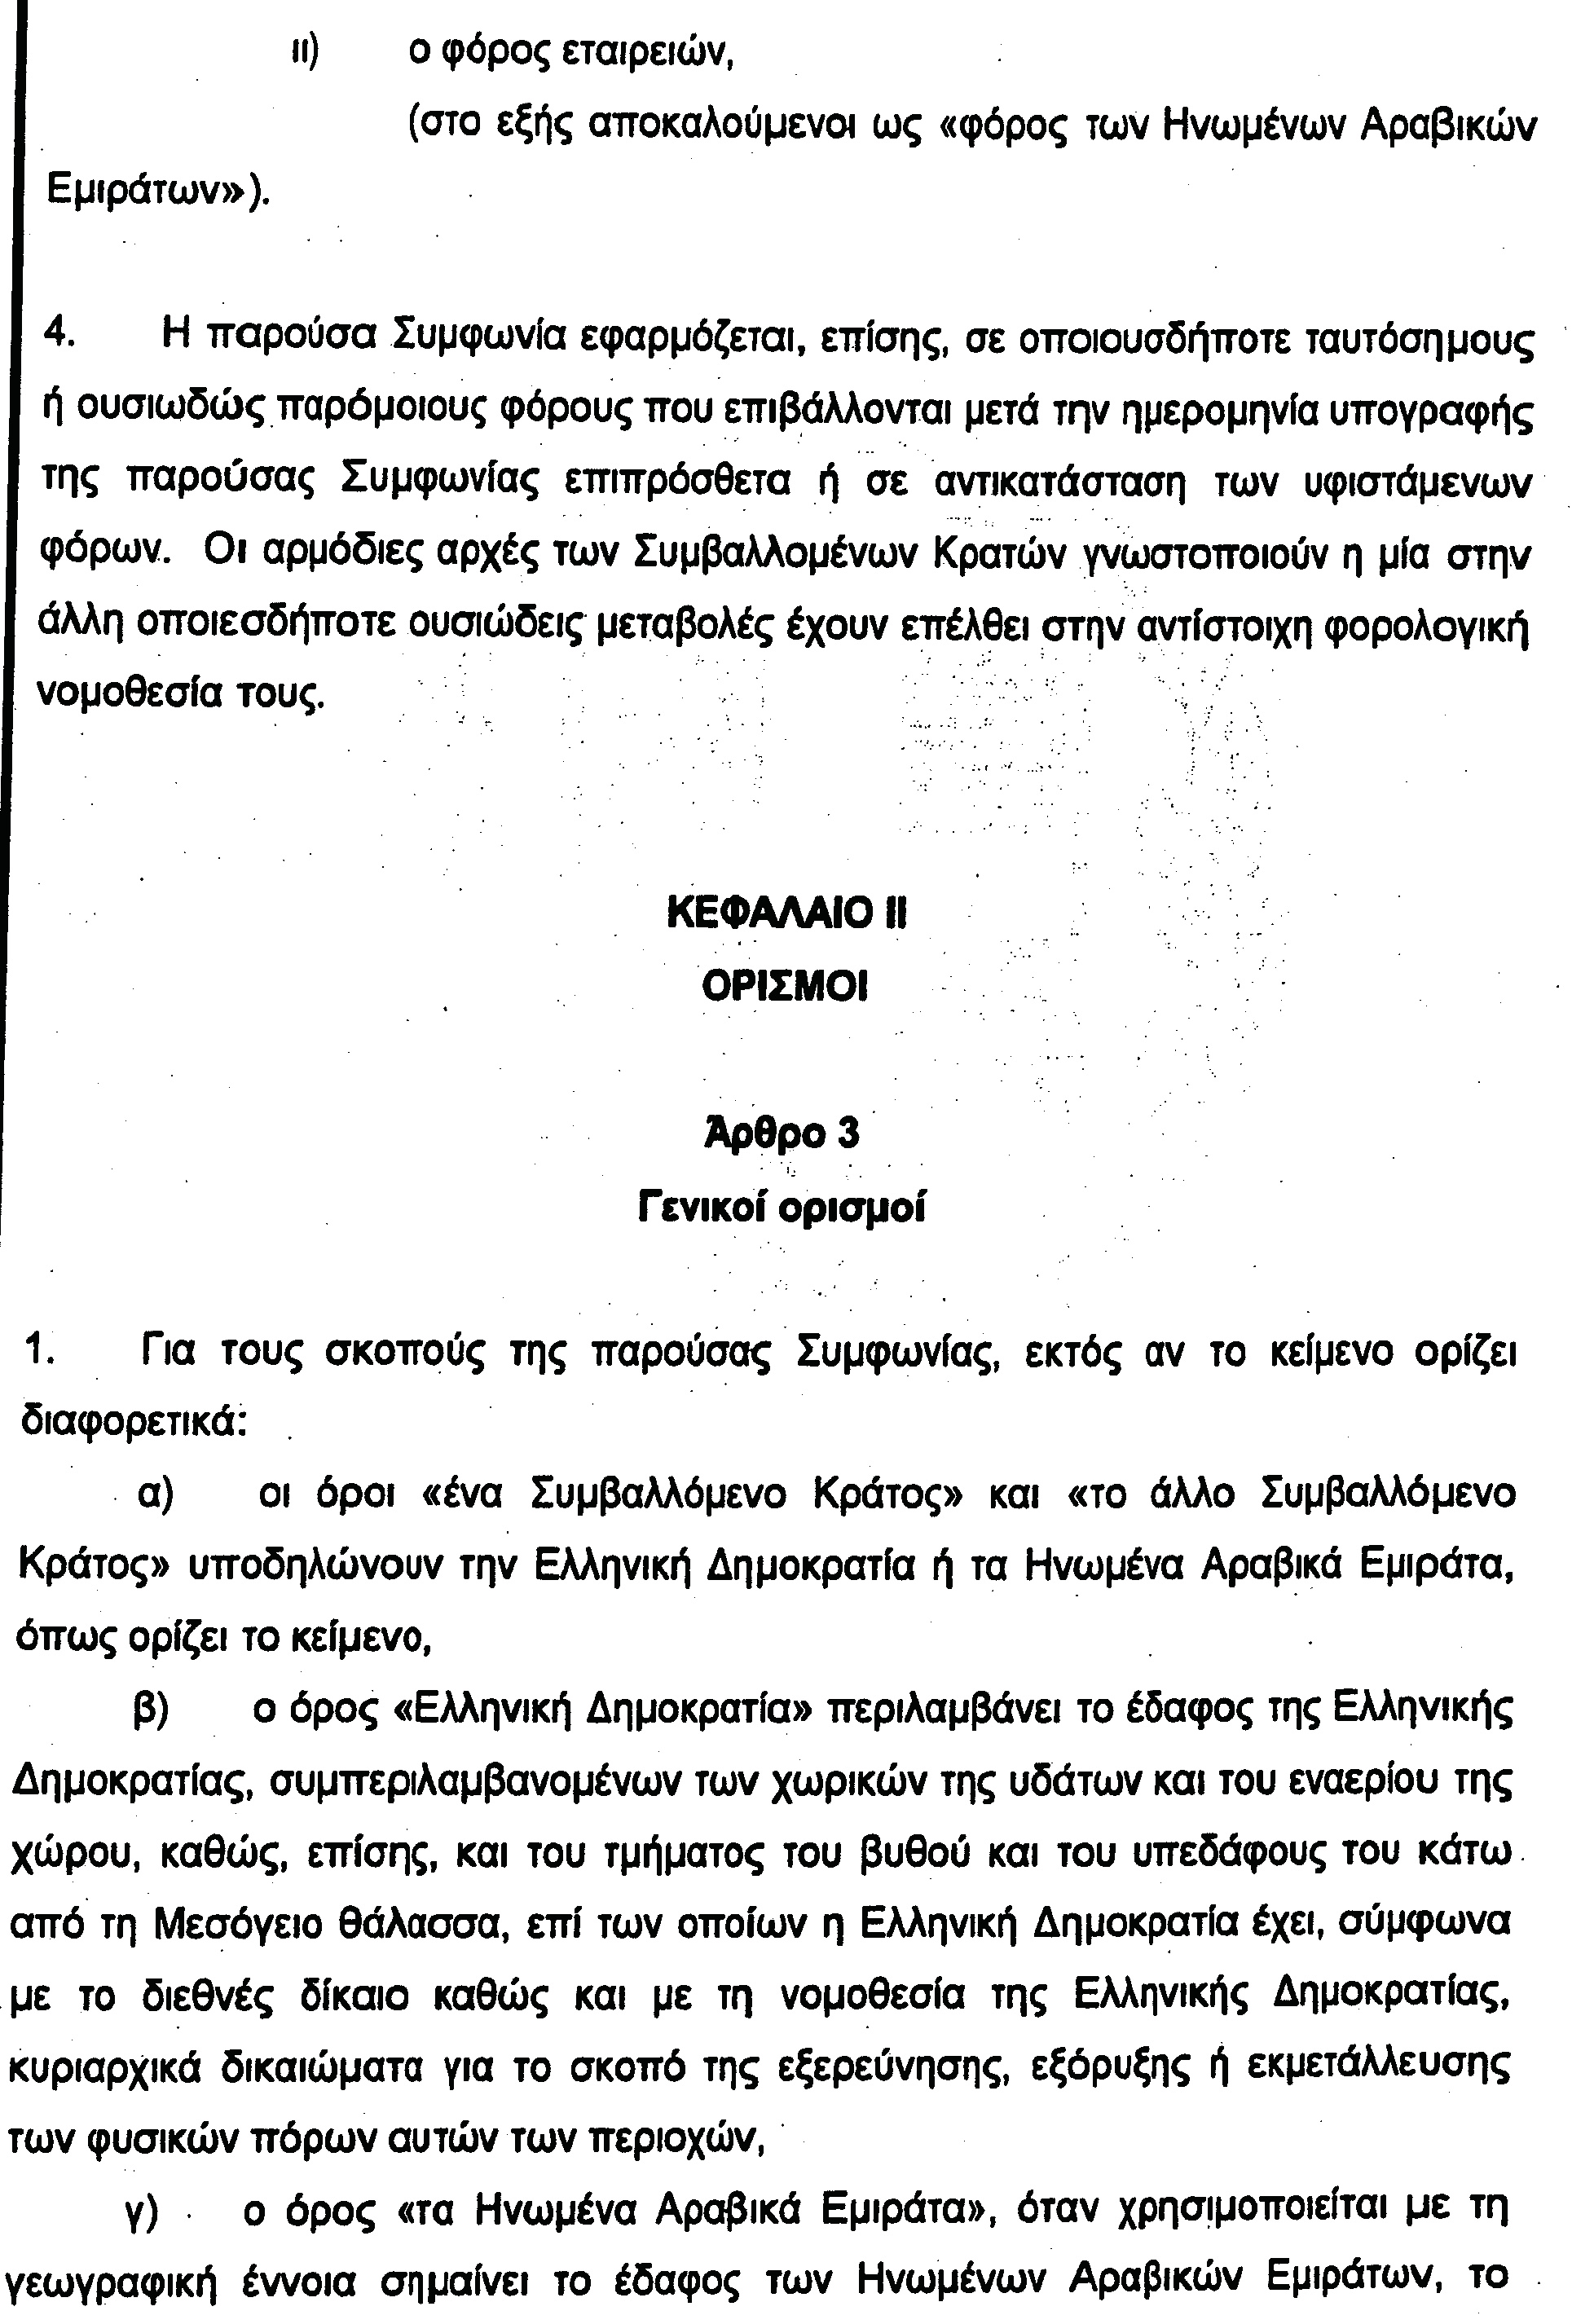 ιι) ο φόρος εταιρειών,
(στο εξής αποκαλούμενοι ως «φόρος των Ηνωμένων Αραβικών
Εμιράτων»).
4. Η παρούσα Συμφωνία εφαρμόζεται, επίσης, σε οποιουσδήποτε ταυτόσημους
ή ουσιωδώς παρόμοιους φόρους που επιβάλλονται μετά την ημερομηνία υπογραφής
της παρούσας Συμφωνίας επιπρόσθετα ή σε αντικατάσταση των υφιστάμενων
φόρων. Οι αρμόδιες αρχές των Συμβαλλομένων Κρατών γνωστοποιούν η μία στην
άλλη οποιεσδήποτε ουσιώδεις μεταβολές έχουν επέλθει στην αντίστοιχη φορολογική
νομοθεσία τους.
ΚΕΦΑΛΑΙΟ ΙΙ
ΟΡΙΣΜΟΙ
Άρθρο 3
Γενικοί ορισμοί
1. Για τους σκοπούς της παρούσας Συμφωνίας, εκτός αν το κείμενο ορίζει
διαφορετικά:
α) οι όροι «ένα Συμβαλλόμενο Κράτος» και «το άλλο Συμβαλλόμενο
Κράτος» υποδηλώνουν την Ελληνική Δημοκρατία ή τα Ηνωμένα Αραβικά Εμιράτα,
όπως ορίζει το κείμενο,
β) ο όρος «Ελληνική Δημοκρατία» περιλαμβάνει το έδαφος της Ελληνικής
Δημοκρατίας, συμπεριλαμβανομένων των χωρικών της υδάτων και του εναερίου της
χώρου, καθώς, επίσης, και του τμήματος του βυθού και του υπεδάφους του κάτω
από τη Μεσόγειο θάλασσα, επί των οποίων η Ελληνική Δημοκρατία έχει, σύμφωνα
με το διεθνές δίκαιο καθώς και με τη νομοθεσία της Ελληνικής Δημοκρατίας,
κυριαρχικά δικαιώματα για το σκοπό της εξερεύνησης, εξόρυξης ή εκμετάλλευσης
των φυσικών πόρων αυτών των περιοχών,
γ) ο όρος «τα Ηνωμένα Αραβικά Εμιράτα», όταν χρησιμοποιείται με τη
γεωγραφική έννοια σημαίνει το έδαφος των Ηνωμένων Αραβικών Εμιράτων, το